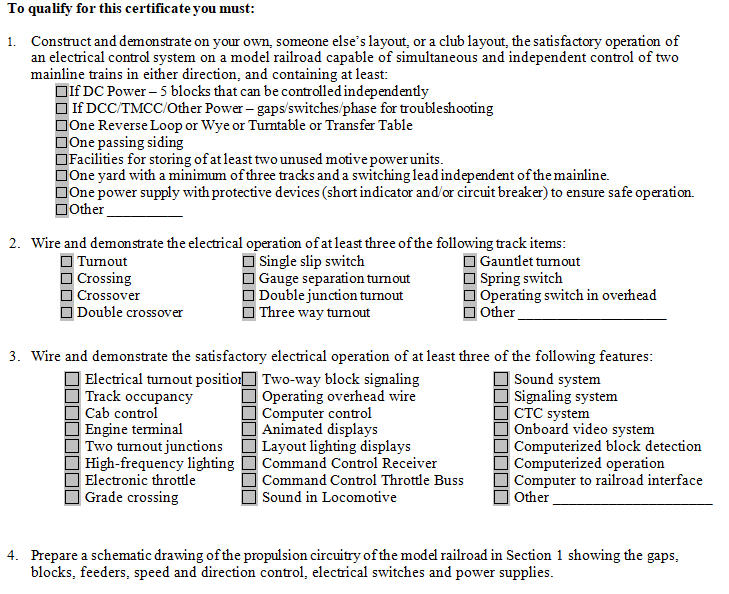 To qualify for this certificate you must:
1. Construct and demonstrate on your own, someone else's layout, or a club layout, the satisfactory operation of
an electrical control system on a model railroad capable of simultaneous and independent control of two
mainline trains in either direction, and containing at least:
If DC Power – 5 blocks that can be controlled independently
If DCC/TMCC/Other Power – gaps/switches/phase for troubleshooting
One Reverse Loop or Wye or Turntable or Transfer Table
One passing siding
Facilities for storing of at least two unused motive power units.
One yard with a minimum of three tracks and a switching lead independent of the mainline.
One power supply with protective devices (short indicator and/or circuit breaker) to ensure safe operation.
Other ___________
2. Wire and demonstrate the electrical operation of at least three of the following track items:
Turnout Single slip switch Gauntlet turnout
Crossing Gauge separation turnout Spring switch
Crossover Double junction turnout Operating switch in overhead
Double crossover Three way turnout Other ______________________
3. Wire and demonstrate the satisfactory electrical operation of at least three of the following features:
Electrical turnout position Two-way block signaling Sound system
Track occupancy Operating overhead wire Signaling system
Cab control Computer control CTC system
Engine terminal Animated displays Onboard video system
Two turnout junctions Layout lighting displays Computerized block detection
High-frequency lighting Command Control Receiver Computerized operation
Electronic throttle Command Control Throttle Buss Computer to railroad interface
Grade crossing Sound in Locomotive Other ______________________
4. Prepare a schematic drawing of the propulsion circuitry of the model railroad in Section 1 showing the gaps,
blocks, feeders, speed and direction control, electrical switches and power supplies.